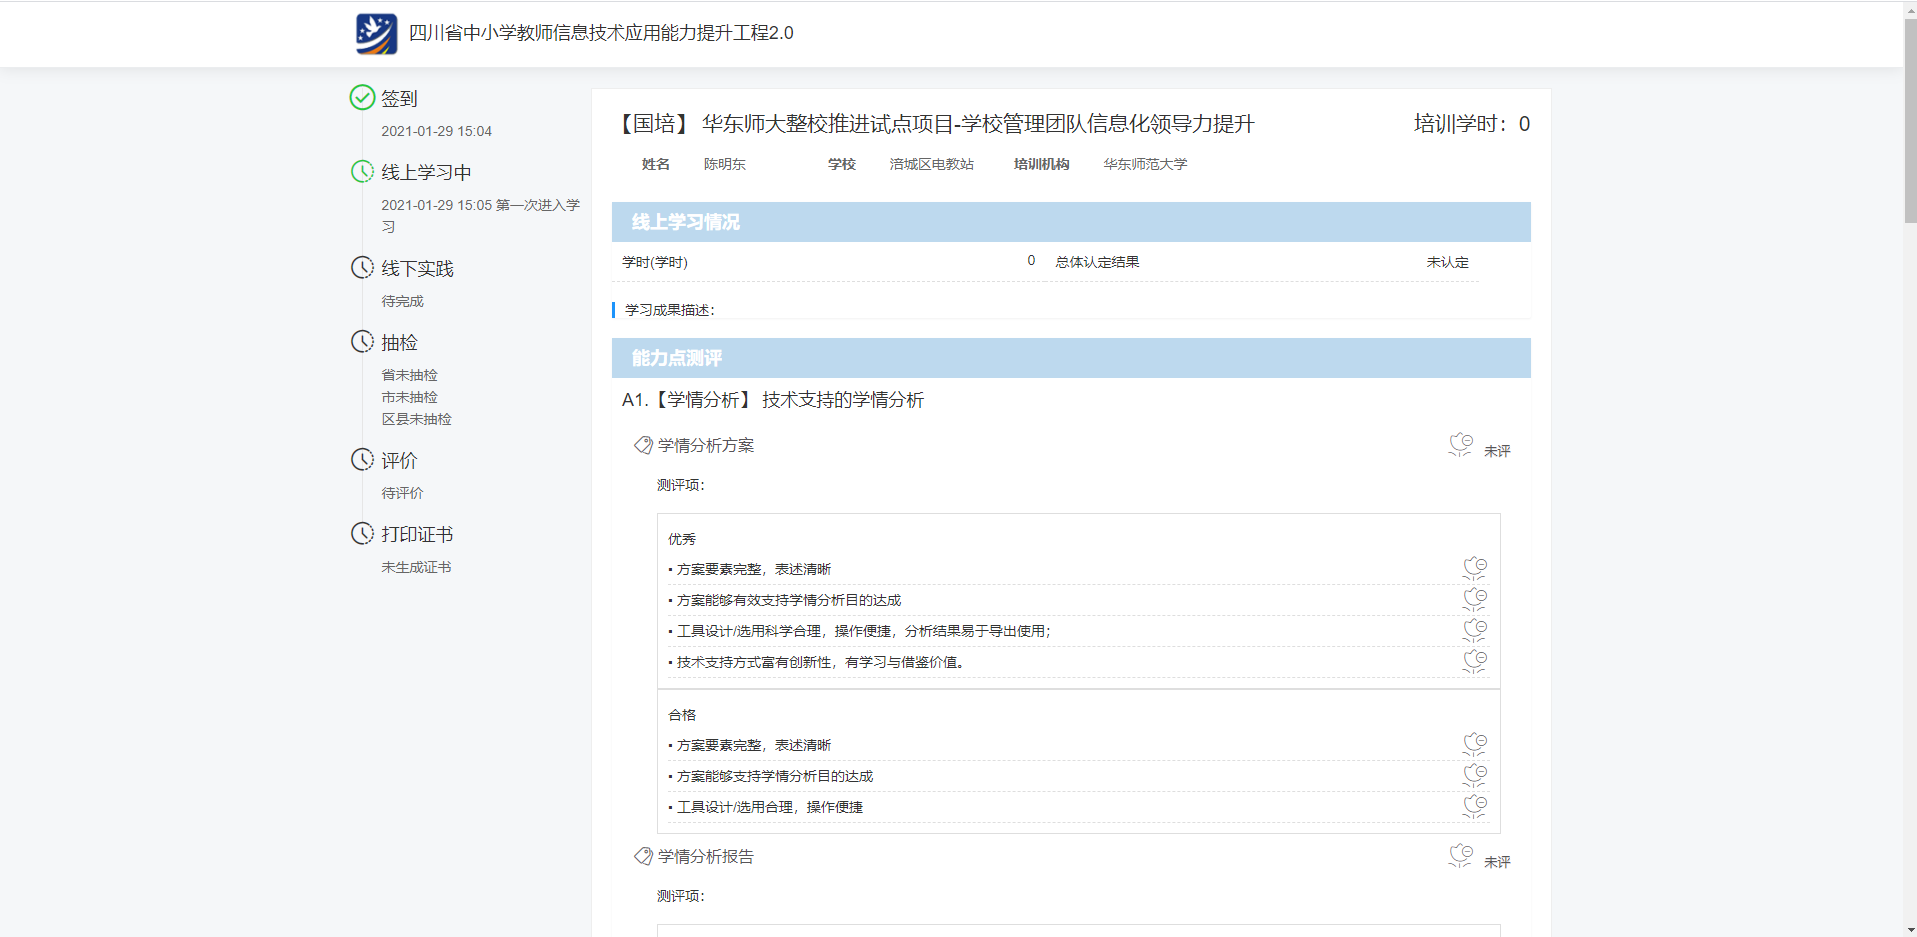 四川省中小学教师信息技术应用能力提升工程2.0
签到
2021-01-29 15:04
线上学习中
2021-01-29 15:05 第一次进入学
习
线下实践
待完成
抽检
省未抽检
市未抽检
区县未抽检
评价
待评价
打印证书
未生成证书
【国培】 华东师大整校推进试点项目-学校管理团队信息化领导力提升
培训学时：0
姓名 陈明东 学校 涪城区电教站 培训机构 华东师范大学
线上学习情况
学时(学时) 0 总体认定结果 未认定
学习成果描述：
能力点测评
A1.【学情分析】 技术支持的学情分析
学情分析方案 未评
测评项：
优秀
▪ 方案要素完整，表述清晰
▪ 方案能够有效支持学情分析目的达成
▪ 工具设计/选用科学合理，操作便捷，分析结果易于导出使用；
▪ 技术支持方式富有创新性，有学习与借鉴价值。
合格
▪ 方案要素完整，表述清晰
▪ 方案能够支持学情分析目的达成
▪ 工具设计/选用合理，操作便捷
学情分析报告 未评
测评项：